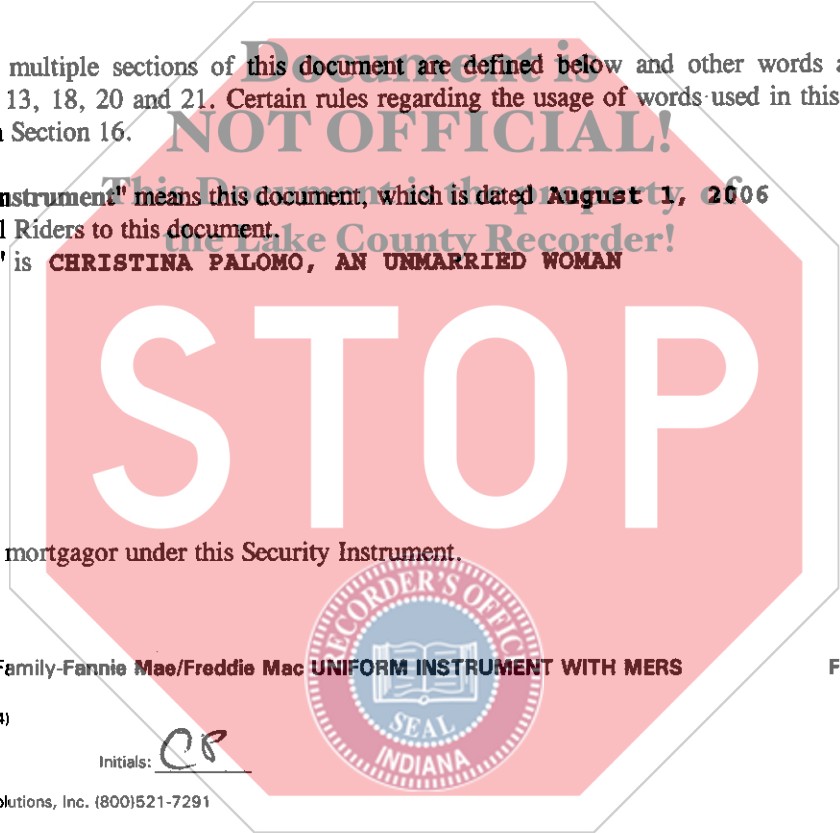 Document is
multiple sections of this document are defined below and other words a
13, 18, 20 and 21. Certain rules regarding the usage of words used in this
NOT OFFICIAL!
Section 16.
This Document is the property of
nstrument" means this document, which is dated August 1, 2006
l Riders to this document.
the Lake County Recorder!
" is CHRISTINA PALOMO, AN UNMARRIED WOMAN
STOP
mortgagor under this Security Instrument.
RECORDER'S OFFICE
SEAL
INDIANA
Family-Fannie Mae/Freddie Mac UNIFORM INSTRUMENT WITH MERS F
4)
Initials: CP
olutions, Inc. (800)521-7291